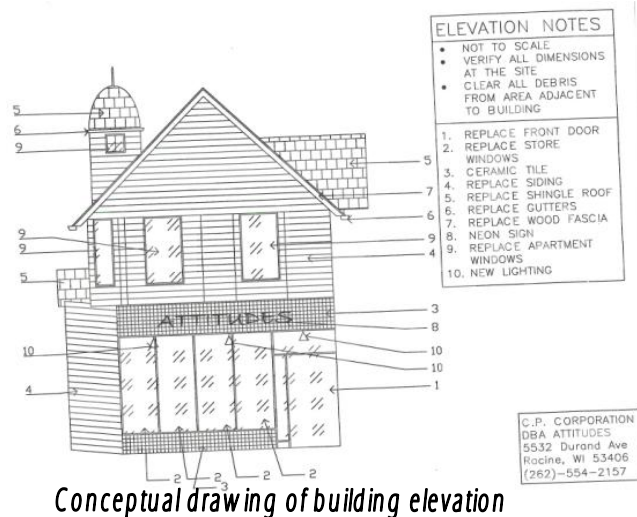 ELEVATION NOTES
• NOT TO SCALE
• VERIFY ALL DIMENSIONS
AT THE SITE
• CLEAR ALL DEBRIS
FROM AREA ADJACENT
TO BUILDING
1. REPLACE FRONT DOOR
2. REPLACE STORE
WINDOWS
3. CERAMIC TILE
4. REPLACE SIDING
5. REPLACE SHINGLE ROOF
6. REPLACE GUTTERS
7. REPLACE WOOD FASCIA
8. NEON SIGN
9. REPLACE APARTMENT
WINDOWS
10. NEW LIGHTING
5
6
9
5
7
6
9
9
9
4
5
3
ATTITUDES
8
10
10
10
4
1
2
2
2
2
3
C.P. CORPORATION
DBA ATTITUDES
5532 Durand Ave
Racine, WI 53406
(262)-554-2157
Conceptual drawing of building elevation